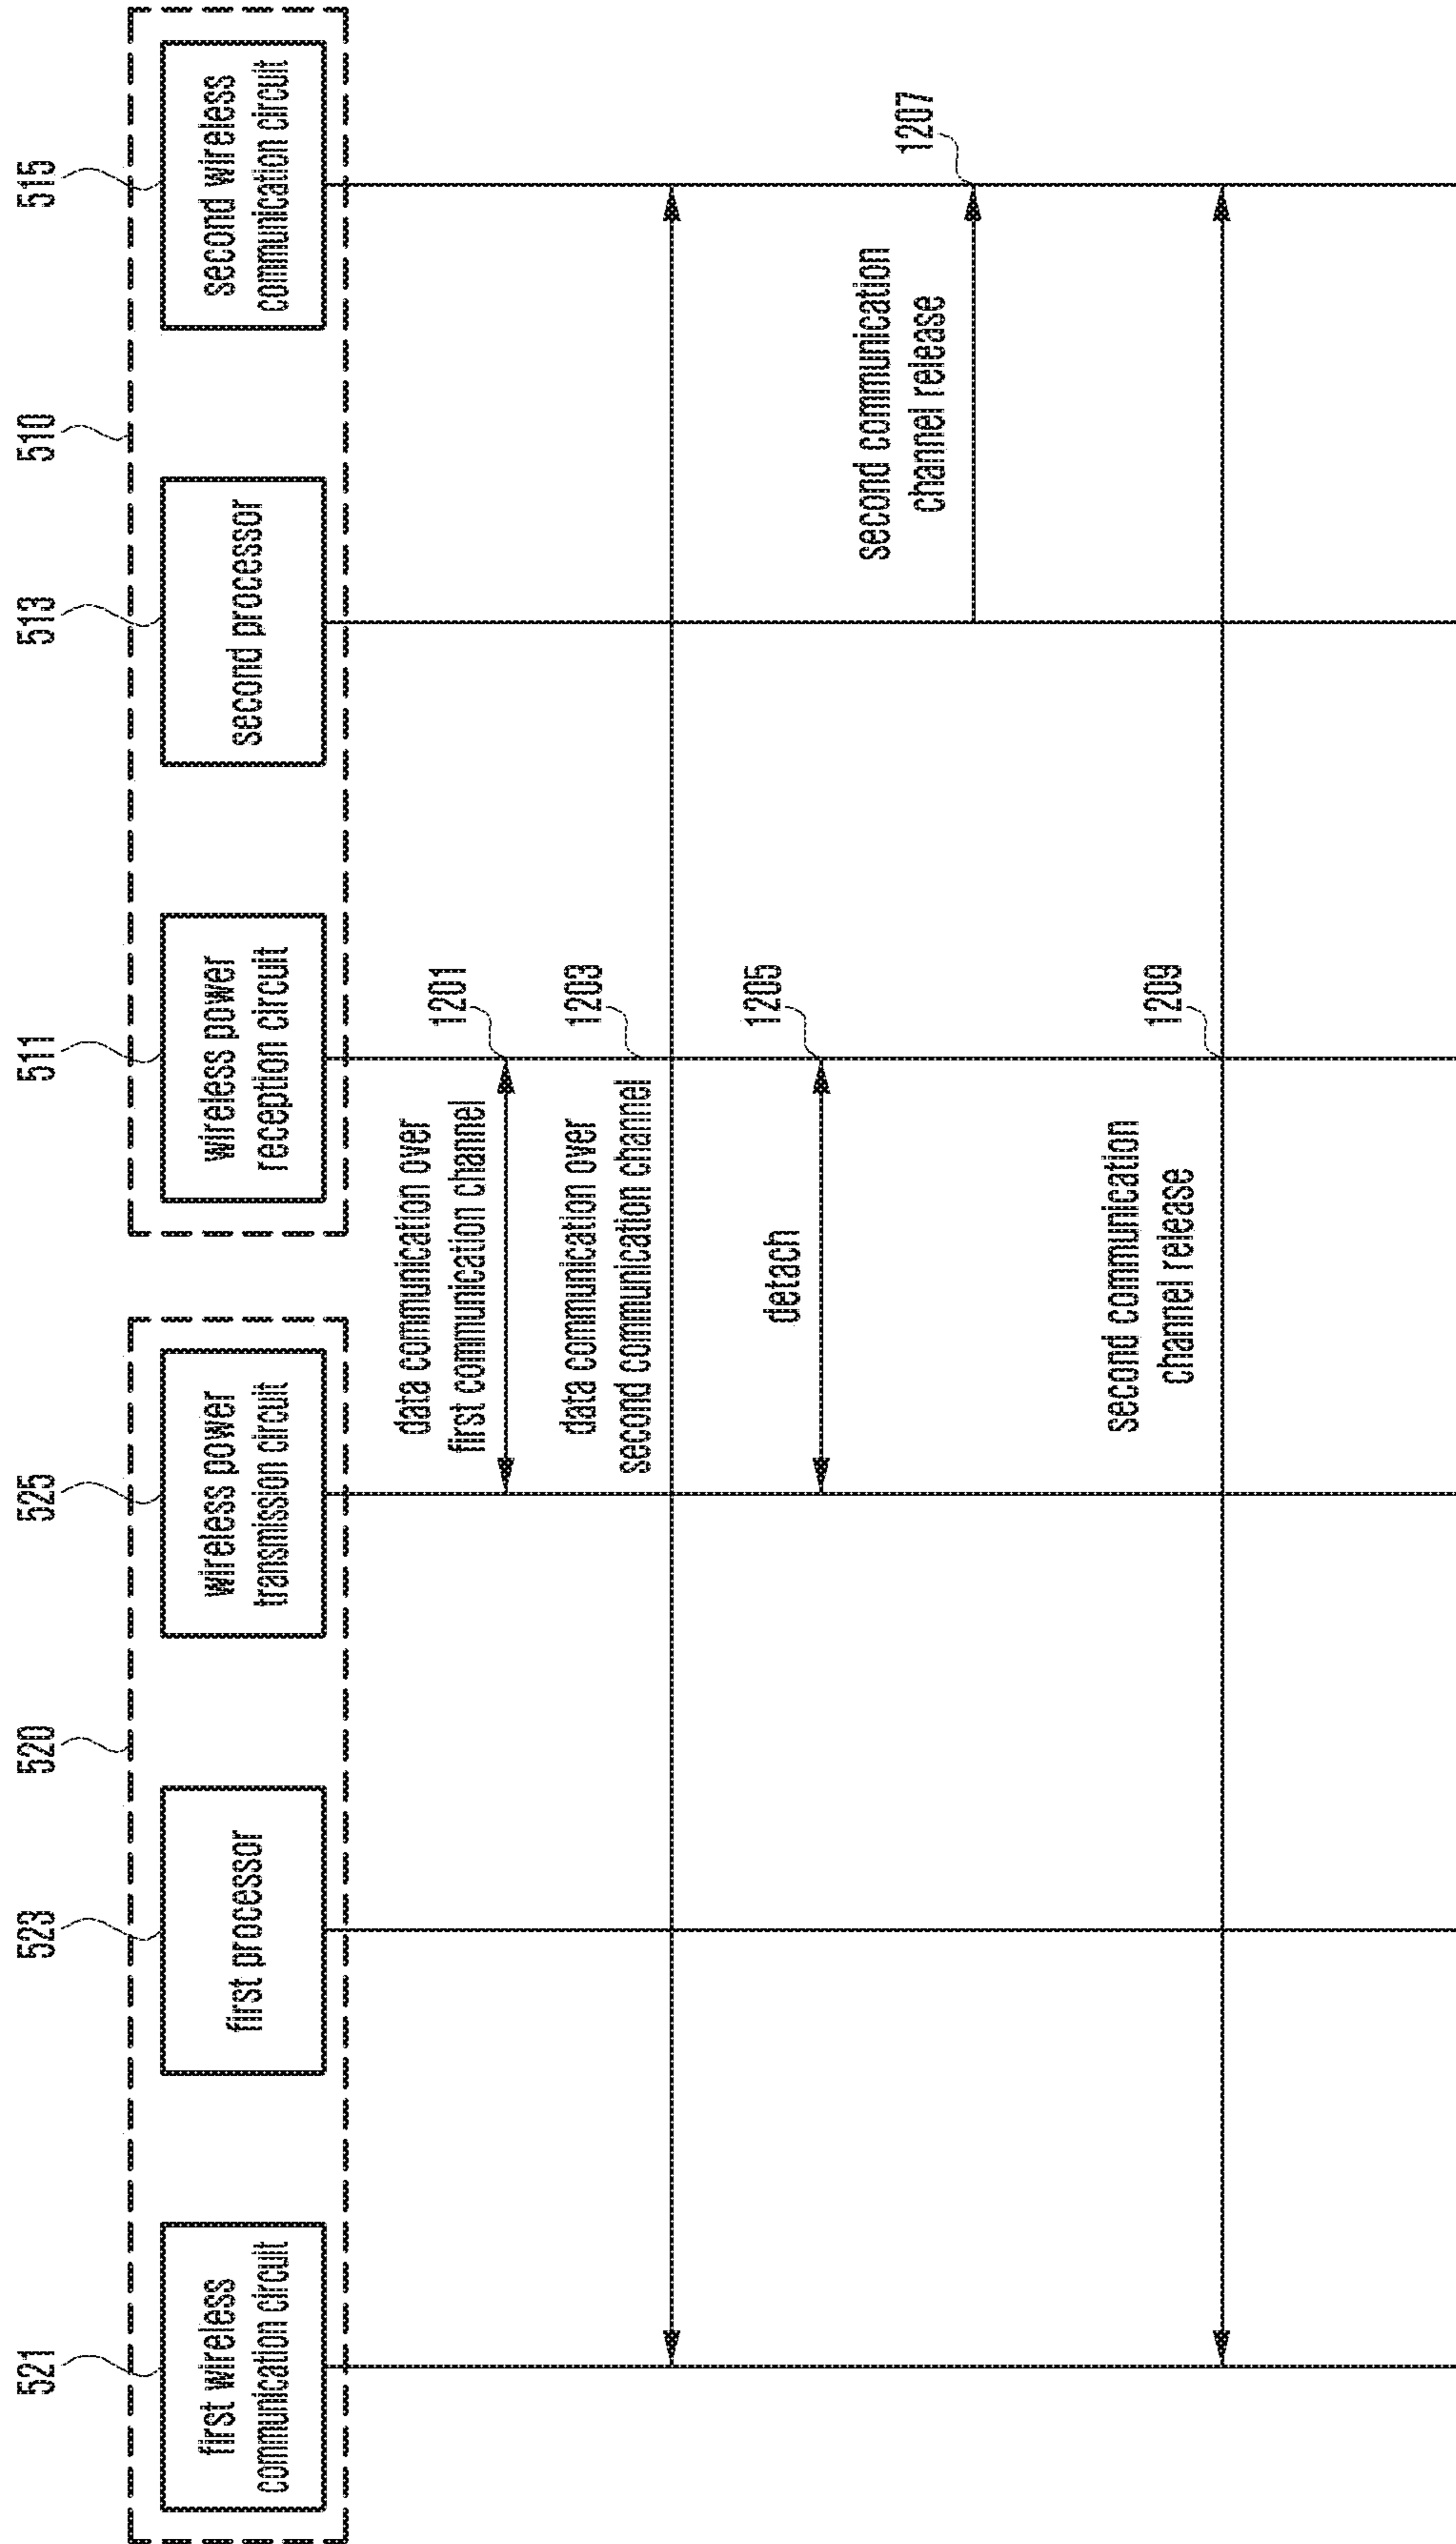 521
523
520
525
511
513
510
515
first wireless
communication circuit
first processor
wireless power
transmission circuit
wireless power
reception circuit
second processor
second wireless
communication circuit
data communication over
first communication channel
1201
data communication over
second communication channel
1203
detach
1205
second communication
channel release
1207
second communication
channel release
1209